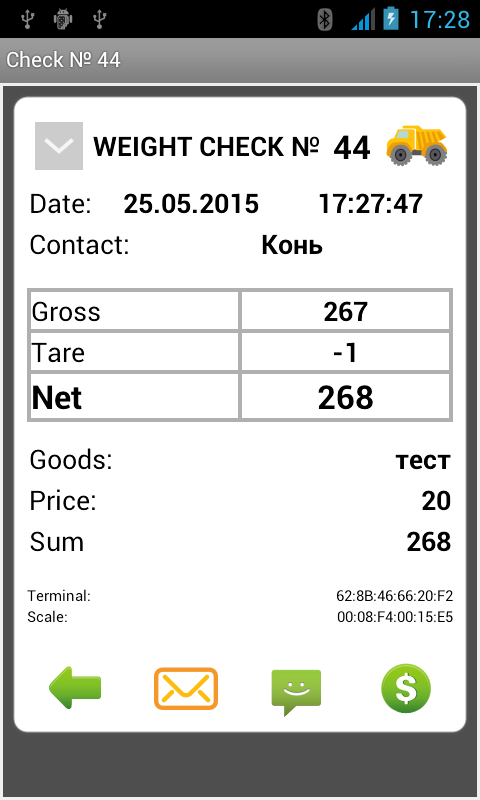 17:28
Check № 44
WEIGHT CHECK № 44
Date: 25.05.2015 17:27:47
Contact: Конь
Gross 267
Tare -1
Net 268
Goods: тест
Price: 20
Sum 268
Terminal: 62:8B:46:66:20:F2
Scale: 00:08:F4:00:15:E5
$